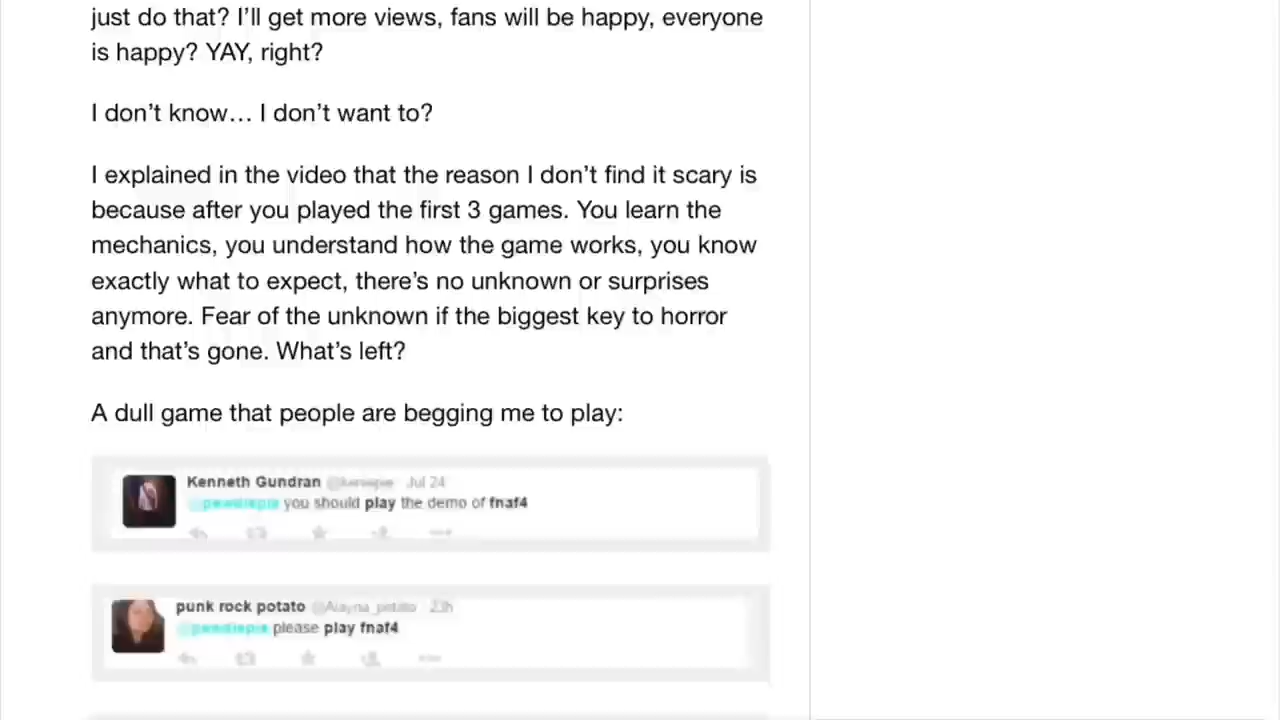 just do that? I’ll get more views, fans will be happy, everyone
is happy? YAY, right?
I don’t know… I don’t want to?
I explained in the video that the reason I don’t find it scary is
because after you played the first 3 games. You learn the
mechanics, you understand how the game works, you know
exactly what to expect, there’s no unknown or surprises
anymore. Fear of the unknown if the biggest key to horror
and that’s gone. What’s left?
A dull game that people are begging me to play:
Kenneth Gundran Jul 24
@pewdiepie you should play the demo of fnaf4
punk rock potato @Alayna_potato 23h
@pewdiepie please play fnaf4